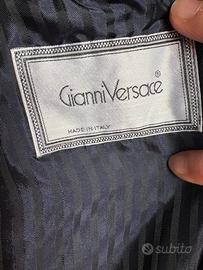 Gianni Versace ®
MADE IN ITALY
subito